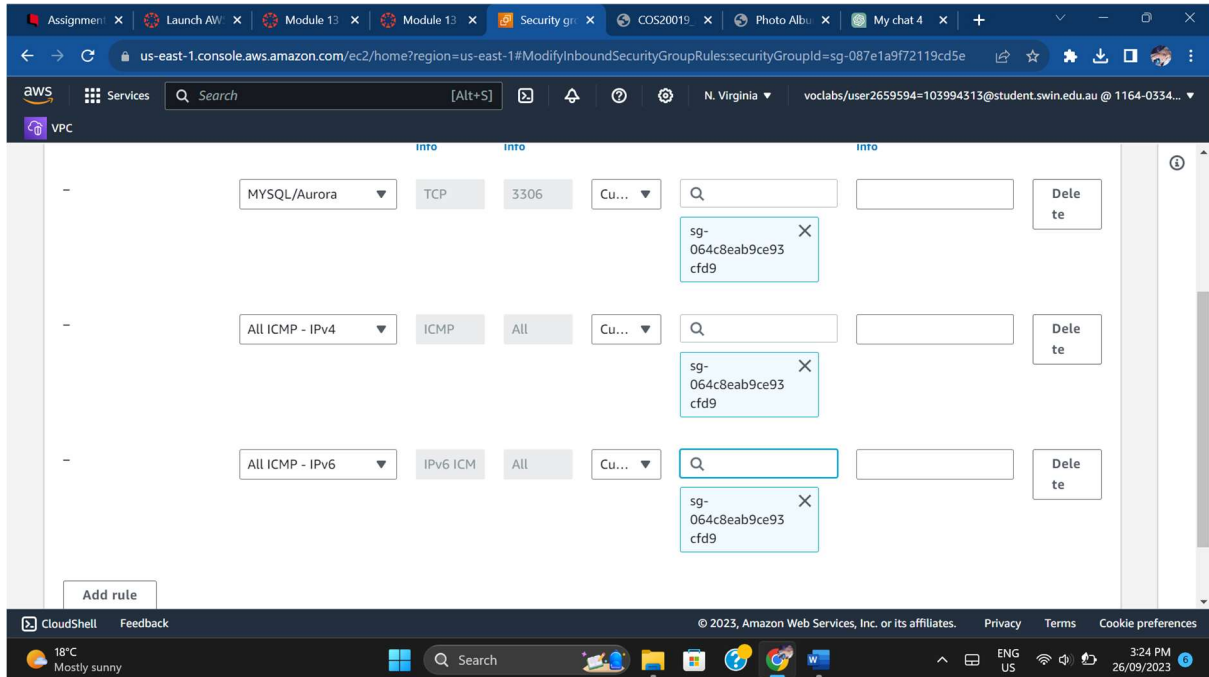 Assignment
Launch AW
Module 13
Module 13
Security gr
COS20019_
Photo Albu
My chat 4
us-east-1.console.aws.amazon.com/ec2/home?region=us-east-1#ModifyInboundSecurityGroupRules:securityGroupId=sg-087e1a9f72119cd5e
aws
Services
Search
[Alt+S]
N. Virginia
voclabs/user2659594=103994313@student.swin.edu.au @ 1164-0334...
VPC
Info
Info
Info
–
MYSQL/Aurora
TCP
3306
Cu...
Dele
te
sg-
064c8eab9ce93
cfd9
–
All ICMP - IPv4
ICMP
All
Cu...
Dele
te
sg-
064c8eab9ce93
cfd9
–
All ICMP - IPv6
IPv6 ICM
All
Cu...
Dele
te
sg-
064c8eab9ce93
cfd9
Add rule
CloudShell
Feedback
© 2023, Amazon Web Services, Inc. or its affiliates.
Privacy
Terms
Cookie preferences
18°C
Mostly sunny
Search
ENG
US
3:24 PM
26/09/2023
6